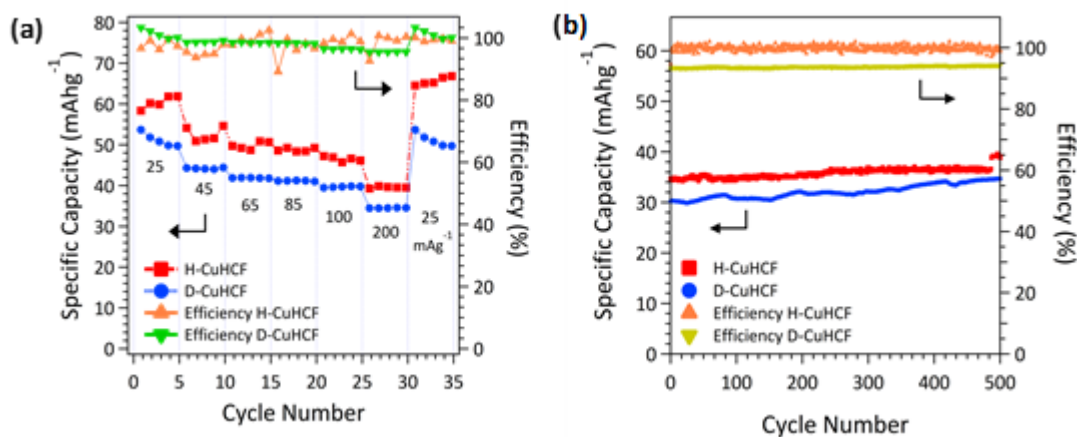 (a)
Specific Capacity (mAhg⁻¹)
80
70
60
50
40
30
20
10
0
25
45
65
85
100
200
25
mAg⁻¹
H-CuHCF
D-CuHCF
Efficiency H-CuHCF
Efficiency D-CuHCF
100
80
60
40
20
0
Efficiency (%)
0 5 10 15 20 25 30 35
Cycle Number
(b)
Specific Capacity (mAhg⁻¹)
60
50
40
30
20
10
0
H-CuHCF
D-CuHCF
Efficiency H-CuHCF
Efficiency D-CuHCF
100
80
60
40
20
0
Efficiency (%)
0 100 200 300 400 500
Cycle Number